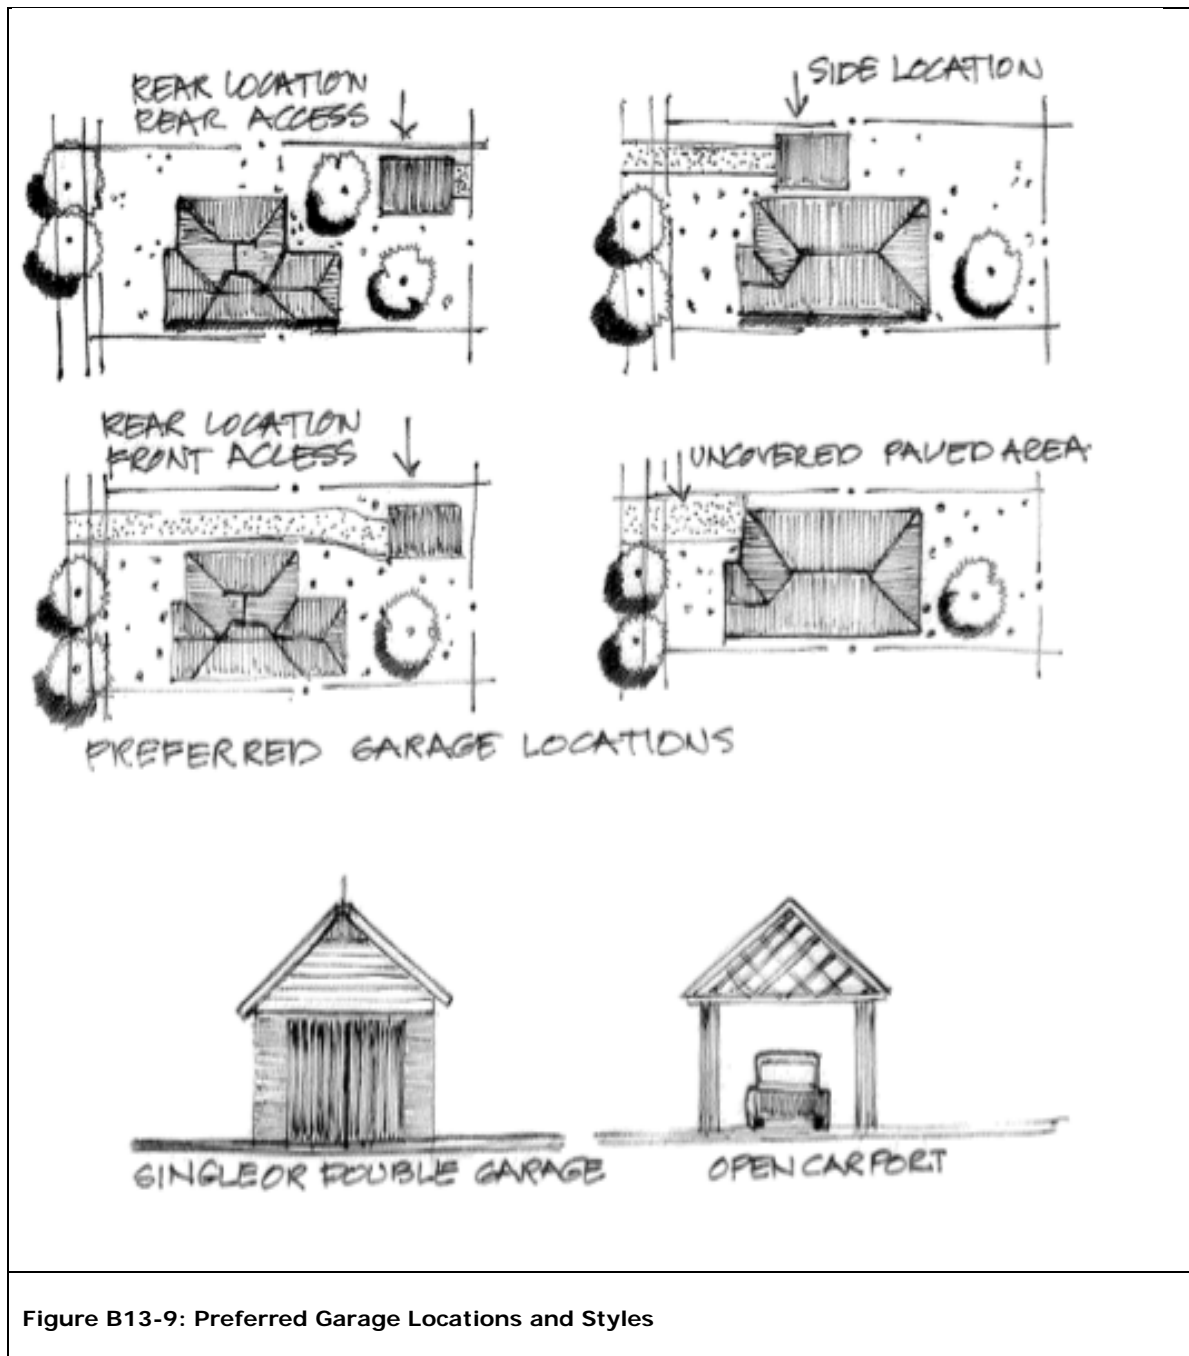 REAR LOCATION
REAR ACCESS
SIDE LOCATION
REAR LOCATION
FRONT ACCESS
UNCOVERED PAVED AREA
PREFERRED GARAGE LOCATIONS
SINGLE OR DOUBLE GARAGE
OPEN CARPORT
Figure B13-9: Preferred Garage Locations and Styles